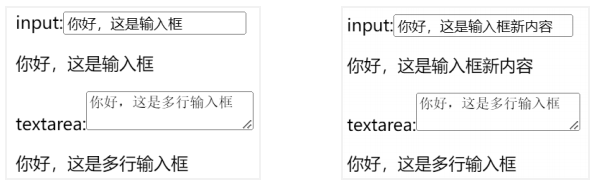 input:你好，这是输入框
你好，这是输入框
textarea:你好，这是多行输入框
你好，这是多行输入框
input:你好，这是输入框新内容
你好，这是输入框新内容
textarea:你好，这是多行输入框
你好，这是多行输入框